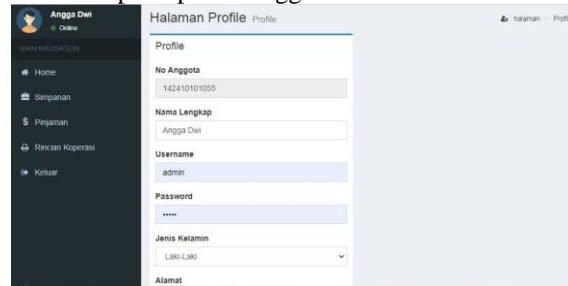 Angga Dwi
Online
MAIN NAVIGATION
Home
Simpanan
Pinjaman
Rincian Koperasi
Keluar
Halaman Profile Profile
halaman
Profile
No Anggota
142410101055
Nama Lengkap
Angga Dwi
Username
admin
Password
•••••
Jenis Kelamin
Laki-Laki
Alamat